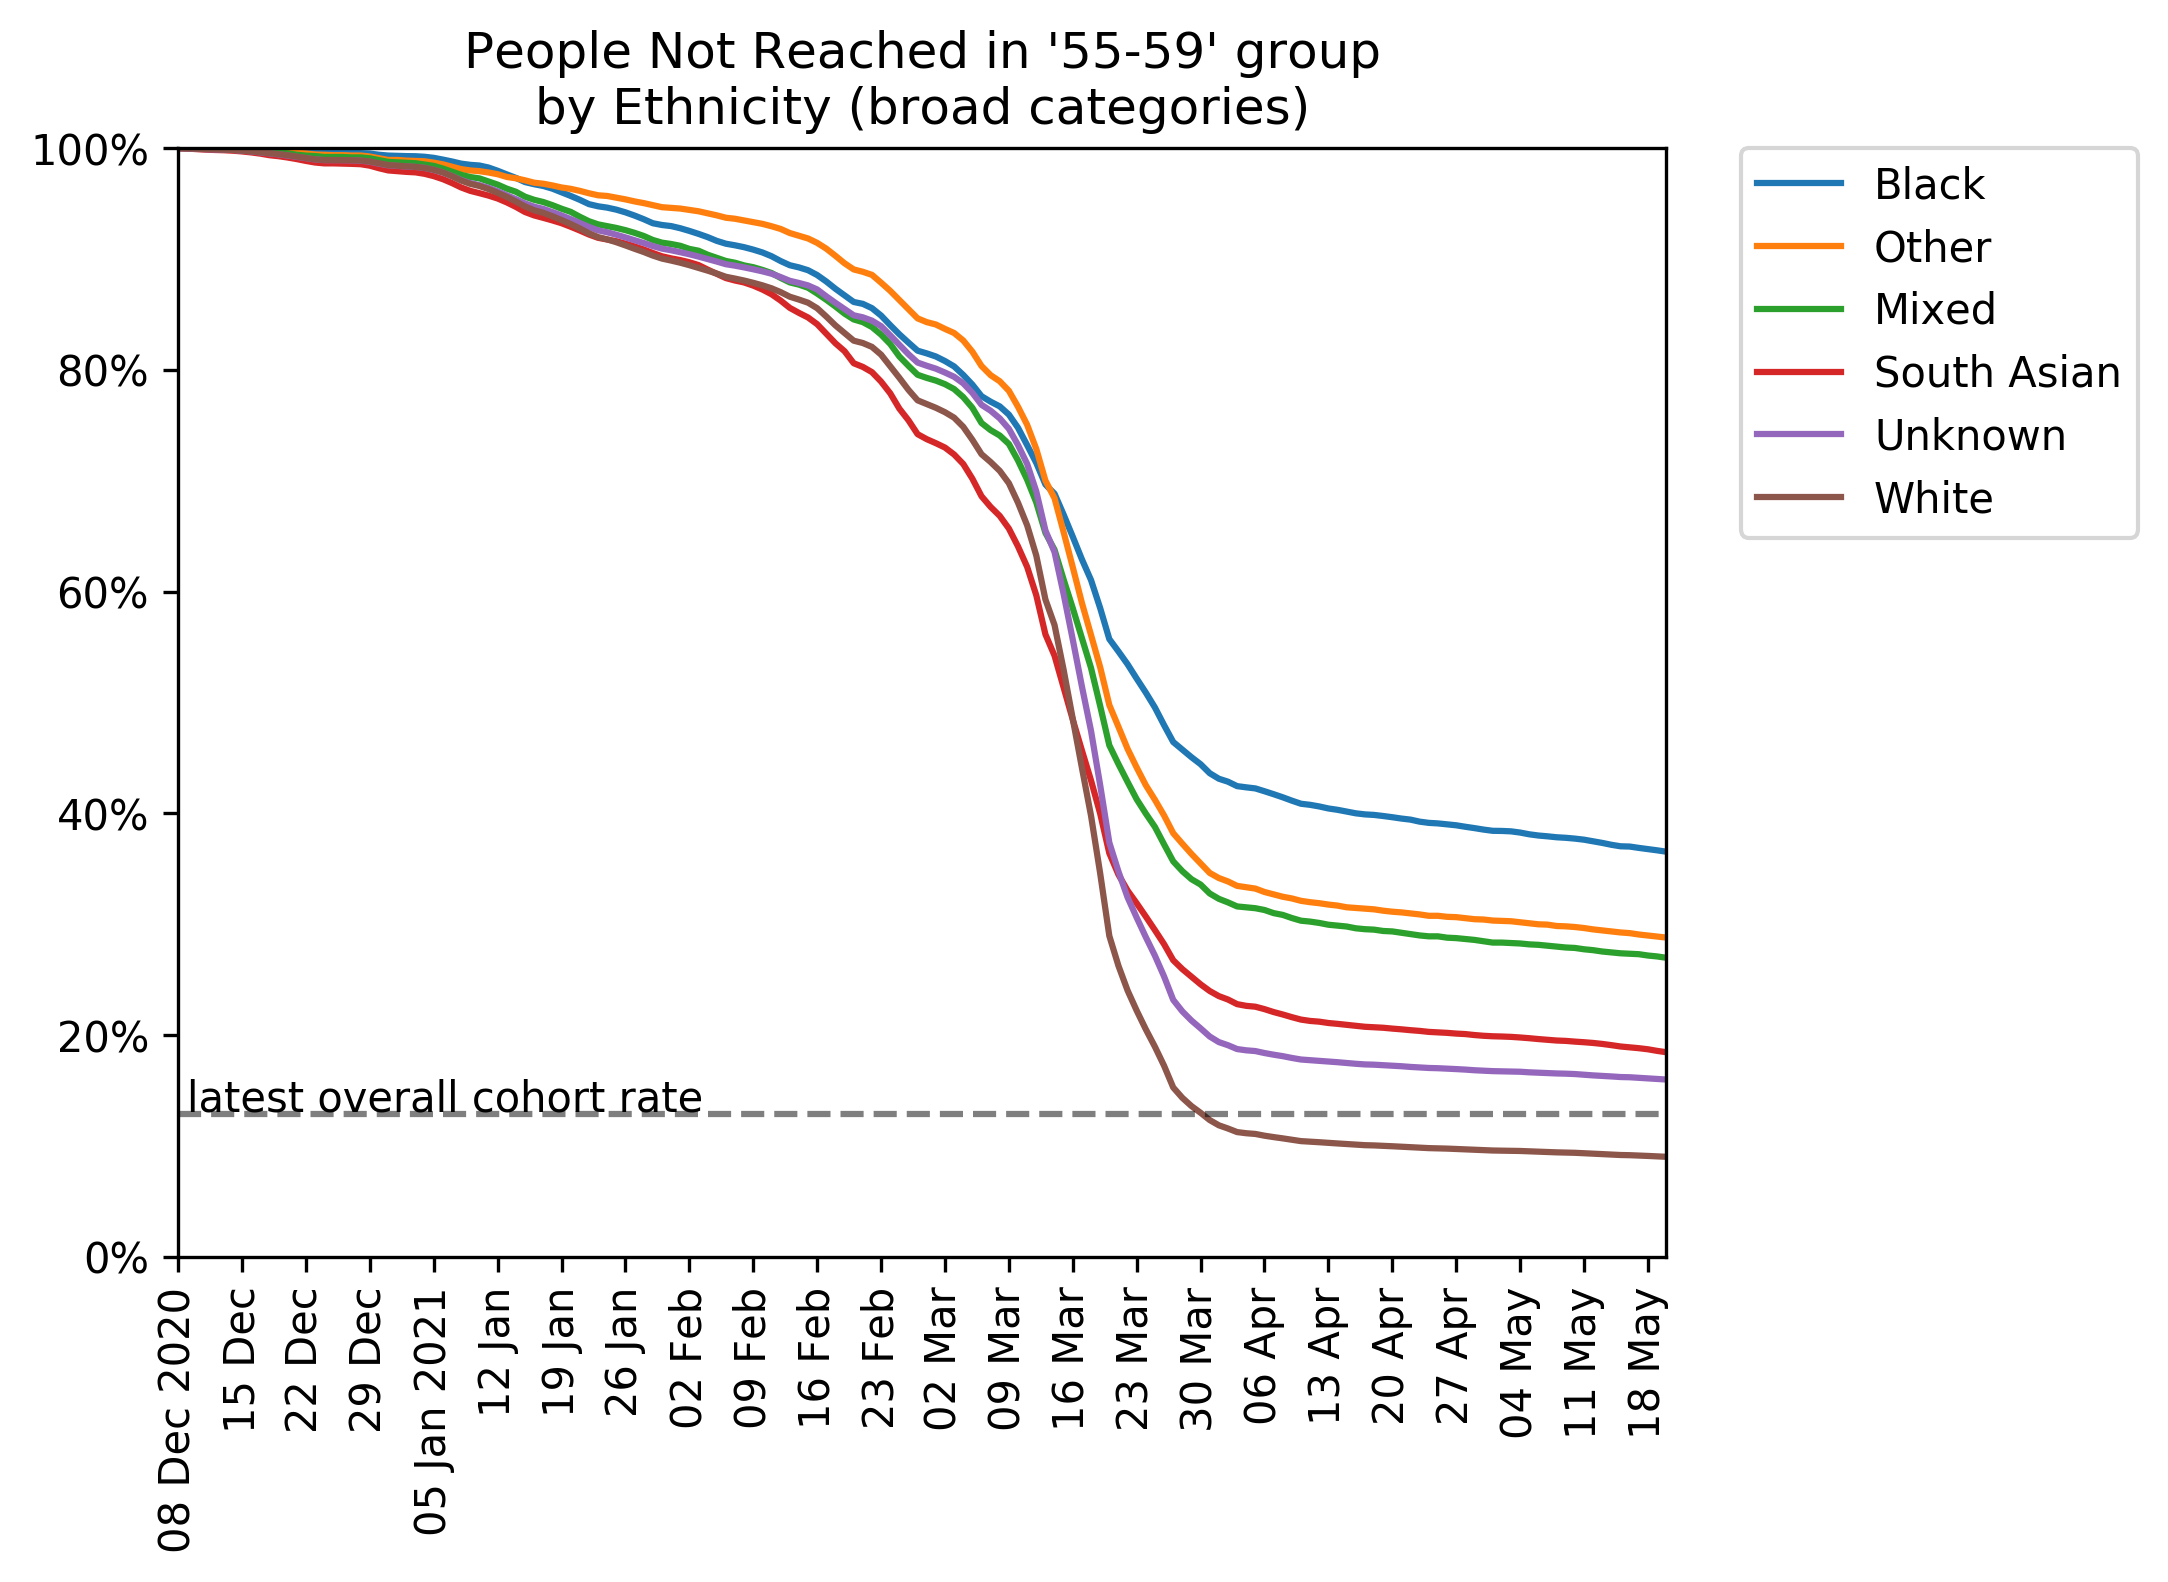 People Not Reached in '55-59' group
by Ethnicity (broad categories)
100%
80%
60%
40%
20%
0%
latest overall cohort rate
08 Dec 2020
15 Dec
22 Dec
29 Dec
05 Jan 2021
12 Jan
19 Jan
26 Jan
02 Feb
09 Feb
16 Feb
23 Feb
02 Mar
09 Mar
16 Mar
23 Mar
30 Mar
06 Apr
13 Apr
20 Apr
27 Apr
04 May
11 May
18 May
Black
Other
Mixed
South Asian
Unknown
White